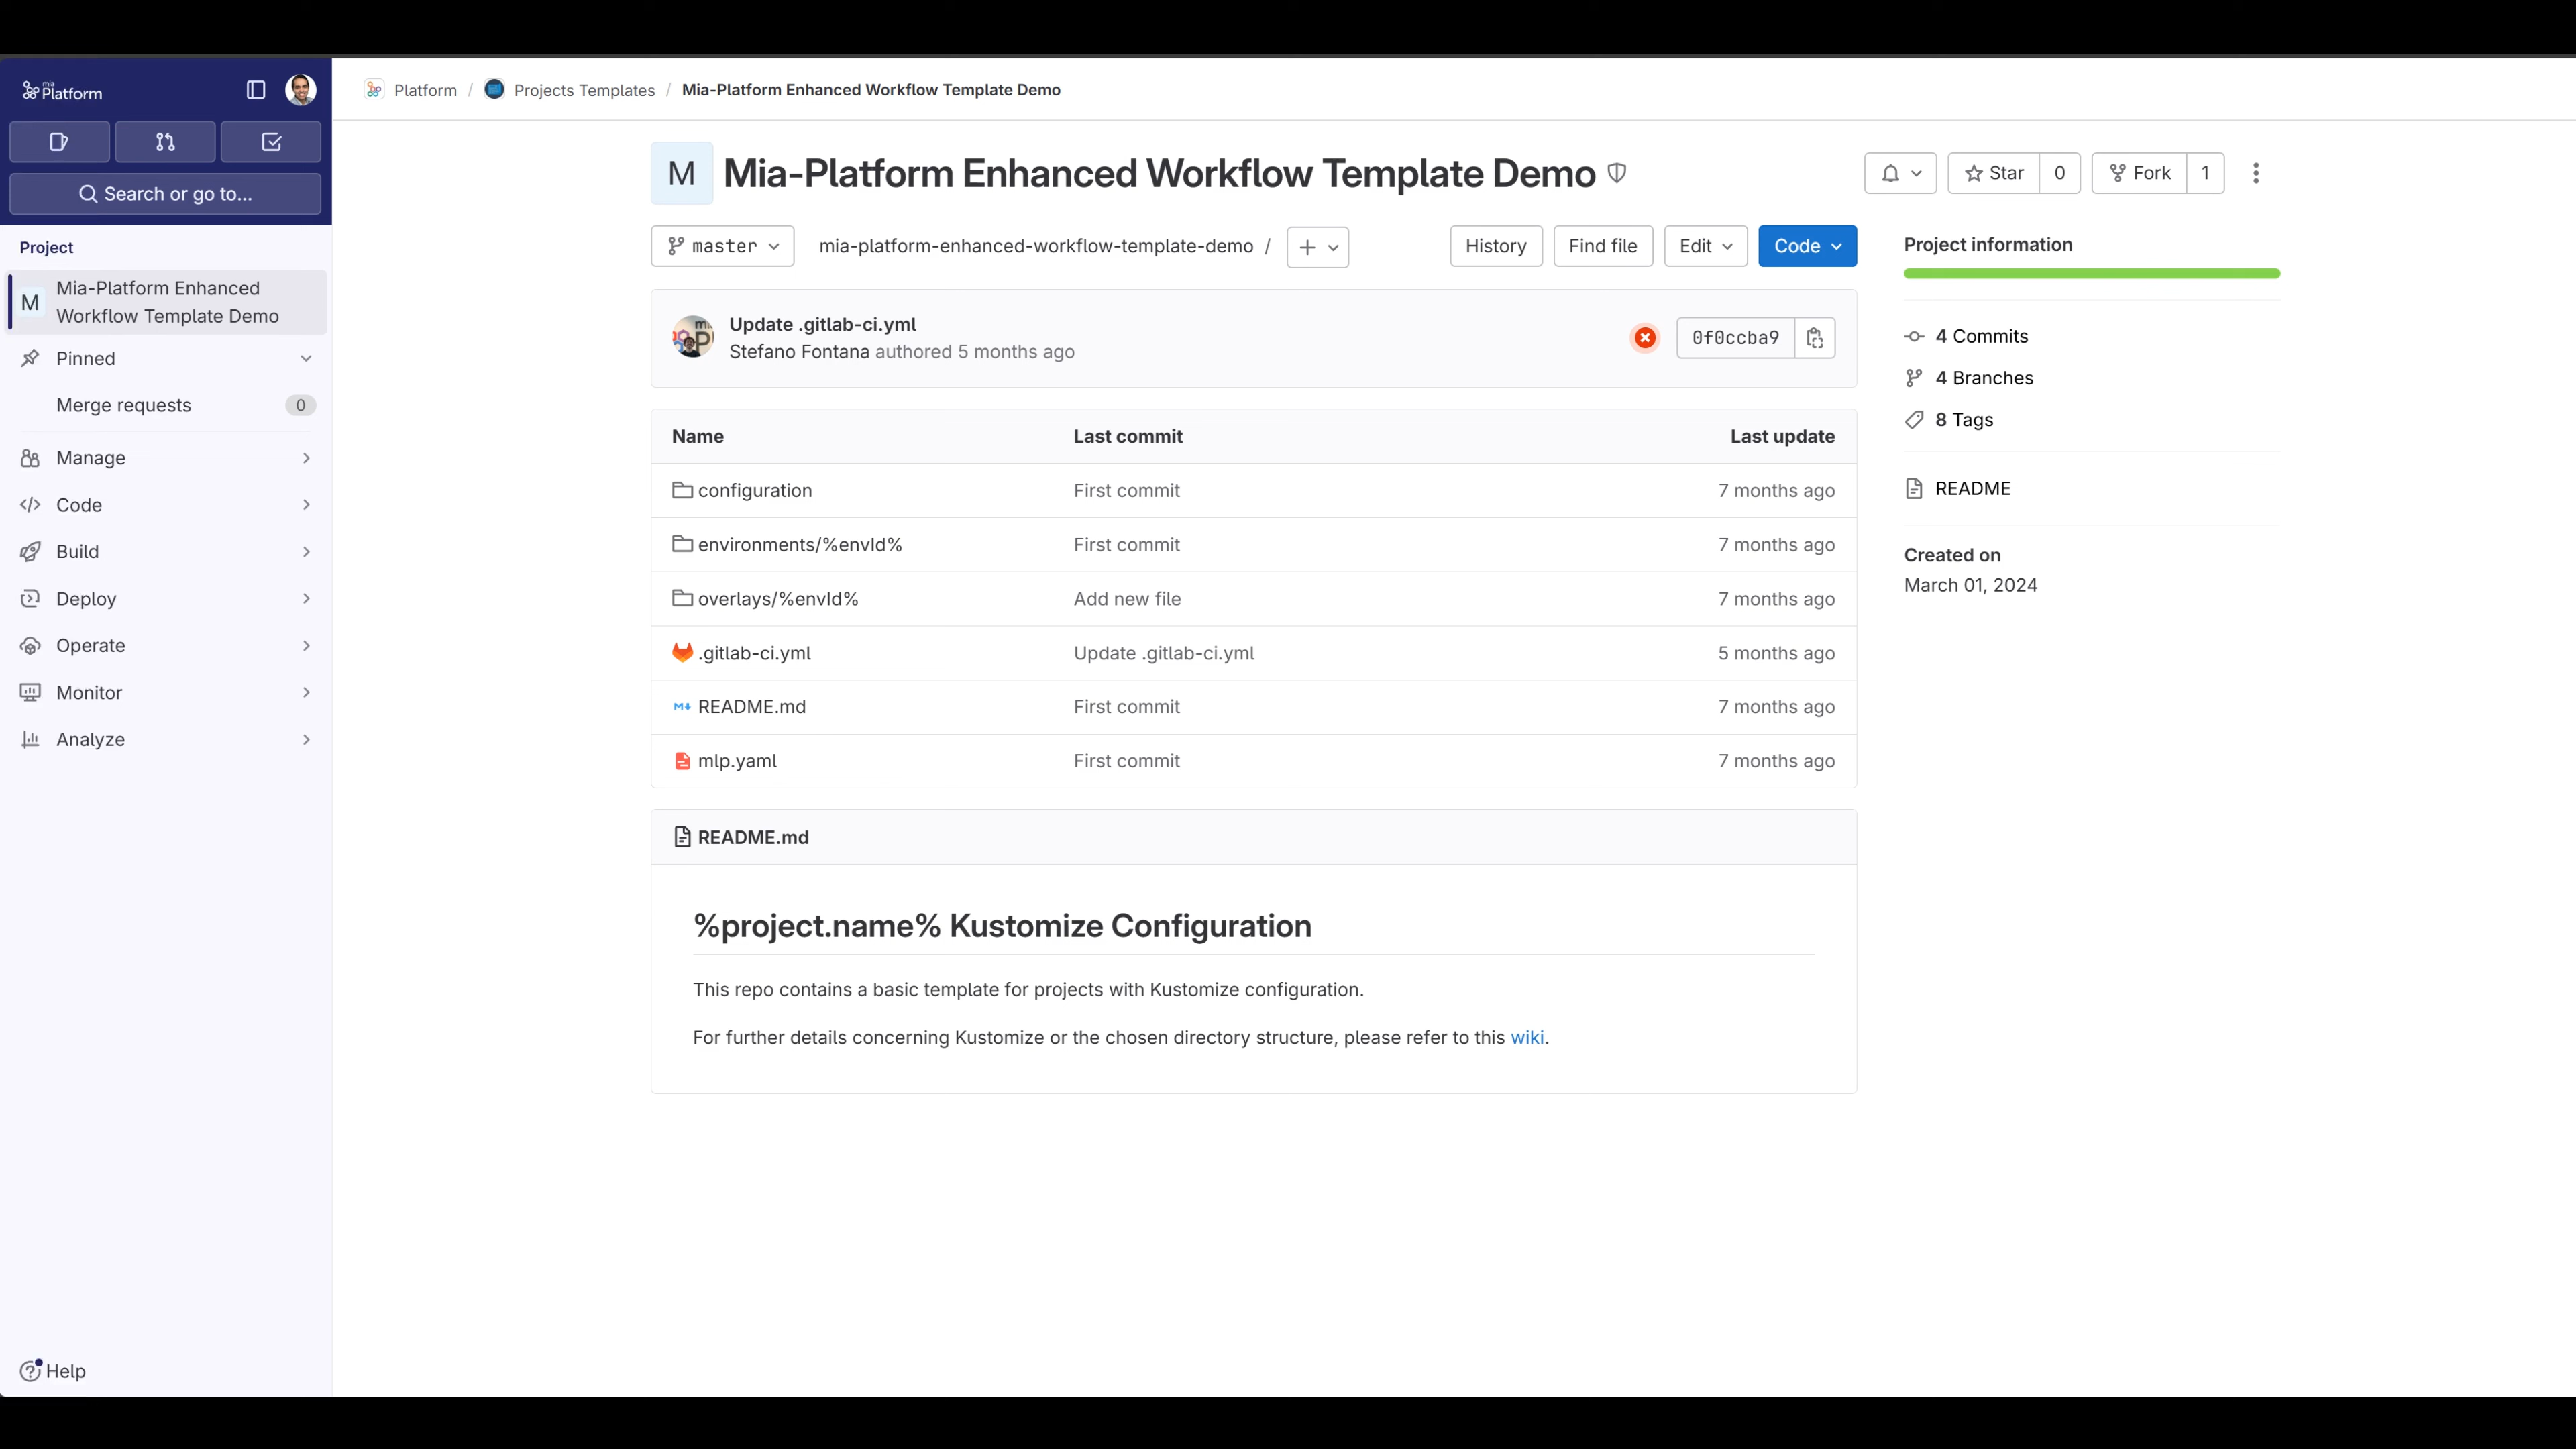 mia
Platform
Search or go to...
Project
M
Mia-Platform Enhanced
Workflow Template Demo
Pinned
Merge requests 0
Manage
Code
Build
Deploy
Operate
Monitor
Analyze
Help
Platform / Projects Templates / Mia-Platform Enhanced Workflow Template Demo
M Mia-Platform Enhanced Workflow Template Demo
Star 0 Fork 1
master mia-platform-enhanced-workflow-template-demo / History Find file Edit Code
Update .gitlab-ci.yml
Stefano Fontana authored 5 months ago
0f0ccba9
Name Last commit Last update
configuration First commit 7 months ago
environments/%envId% First commit 7 months ago
overlays/%envId% Add new file 7 months ago
.gitlab-ci.yml Update .gitlab-ci.yml 5 months ago
README.md First commit 7 months ago
mlp.yaml First commit 7 months ago
README.md
%project.name% Kustomize Configuration
This repo contains a basic template for projects with Kustomize configuration.
For further details concerning Kustomize or the chosen directory structure, please refer to this wiki.
Project information
4 Commits
4 Branches
8 Tags
README
Created on
March 01, 2024